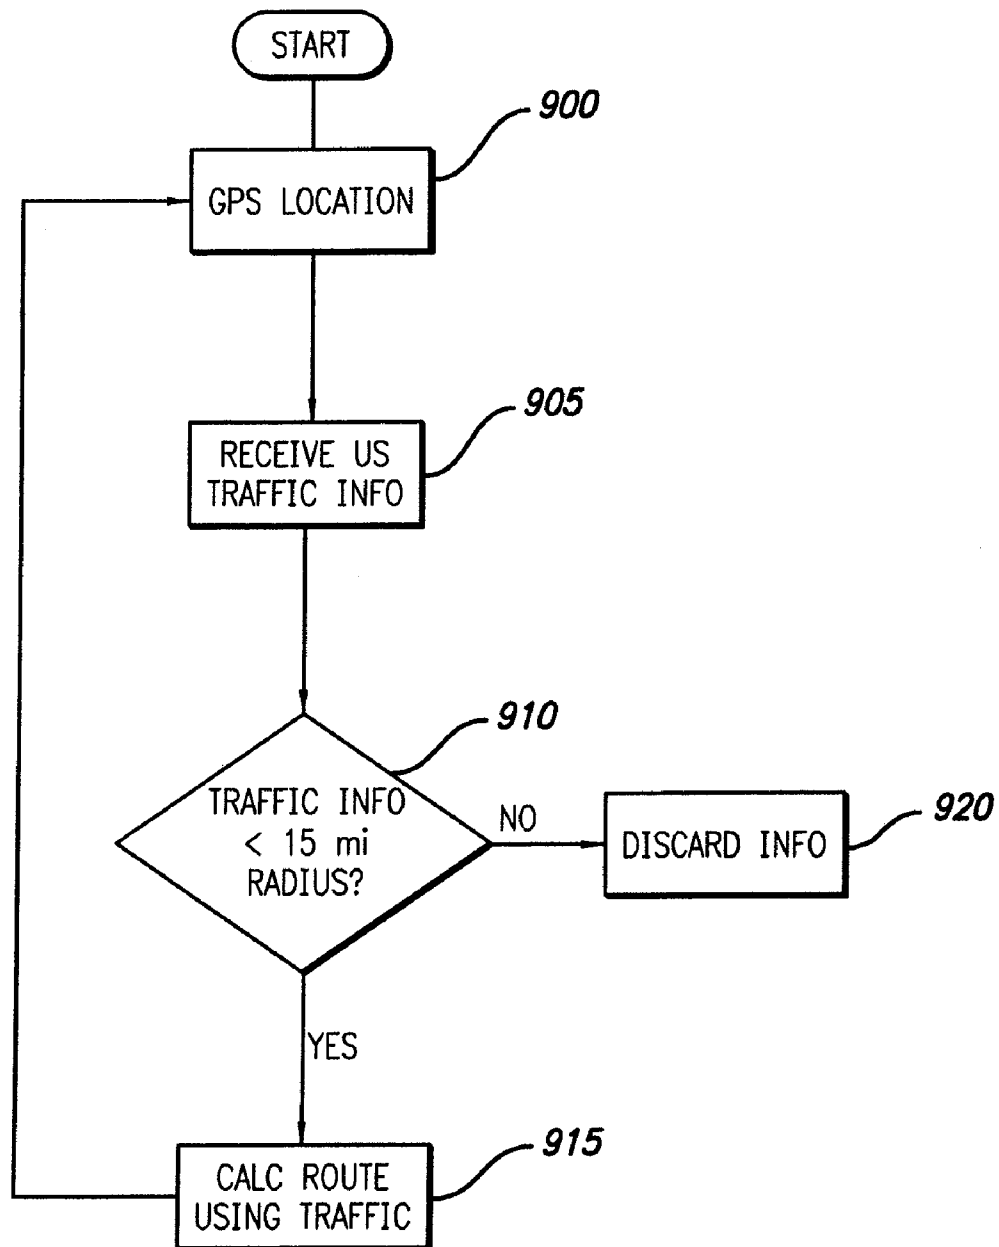 START
900
GPS LOCATION
905
RECEIVE US
TRAFFIC INFO
910
TRAFFIC INFO
< 15 mi
RADIUS?
NO
920
DISCARD INFO
YES
915
CALC ROUTE
USING TRAFFIC